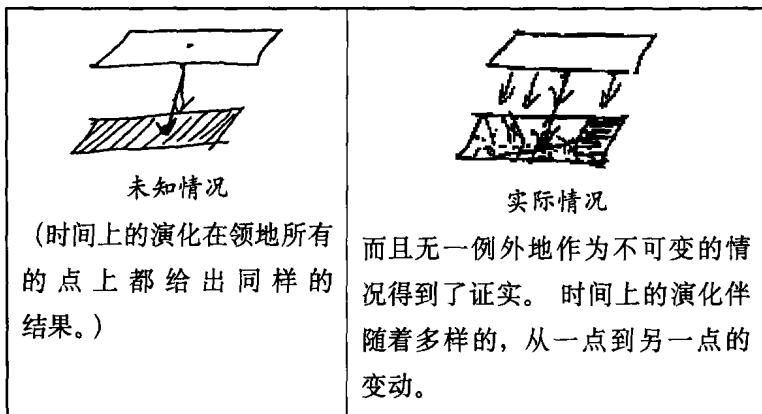 未知情况
（时间上的演化在领地所有
的点上都给出同样的
结果。）
实际情况
而且无一例外地作为不可变的情
况得到了证实。 时间上的演化伴
随着多样的，从一点到另一点的
变动。